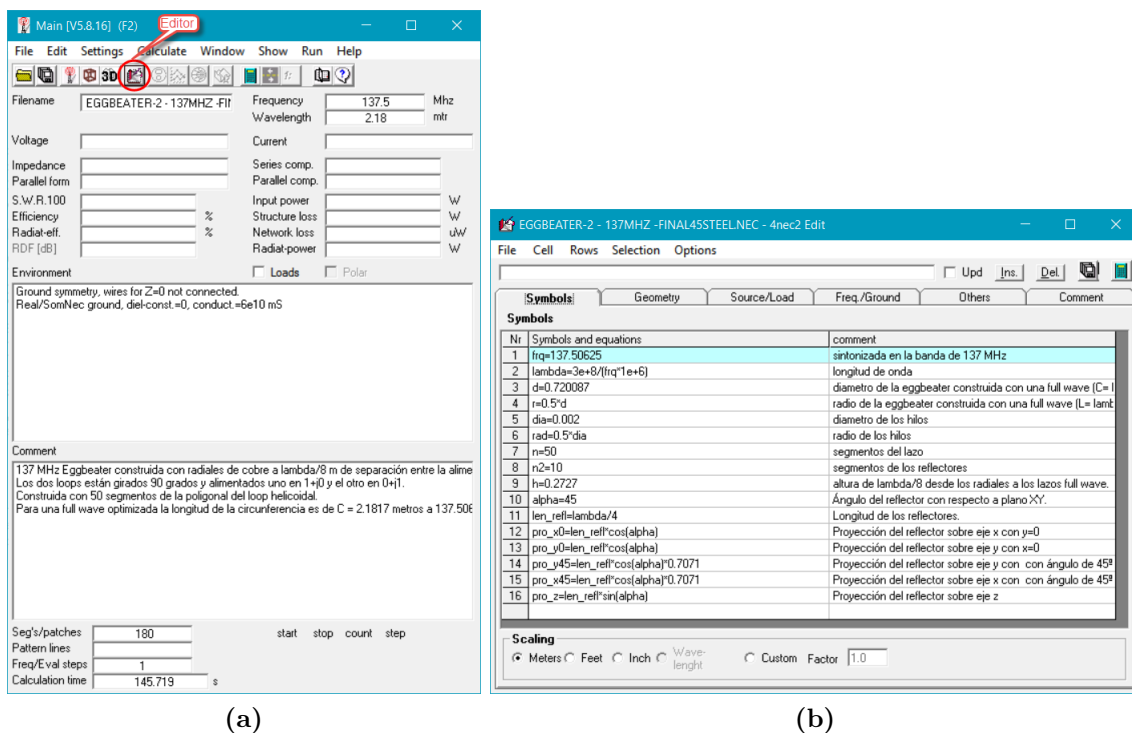 Main [V5.8.16] (F2)
Editor
File Edit Settings Calculate Window Show Run Help
3D
Filename EGGBEATER-2 - 137MHZ -FIN
Frequency 137.5 Mhz
Wavelength 2.18 mtr
Voltage
Current
Impedance
Series comp.
Parallel form
Parallel comp.
S.W.R.100
Input power W
Efficiency %
Structure loss W
Radiat-eff. %
Network loss uW
RDF [dB]
Radiat-power W
Environment
Loads
Polar
Ground symmetry, wires for Z=0 not connected.
Real/SomNec ground, diel-const.=0, conduct.=6e10 mS
Comment
137 MHz Eggbeater construida con radiales de cobre a lambda/8 m de separación entre la alime
Los dos loops están girados 90 grados y alimentados uno en 1+j0 y el otro en 0+j1.
Construida con 50 segmentos de la poligonal del loop helicoidal.
Para una full wave optimizada la longitud de la circunferencia es de C = 2.1817 metros a 137.506
Seg's/patches 180
start stop count step
Pattern lines
Freq/Eval steps 1
Calculation time 145.719 s
(a)
EGGBEATER-2 - 137MHZ -FINAL45STEEL.NEC - 4nec2 Edit
File Cell Rows Selection Options
Upd Ins. Del.
Symbols Geometry Source/Load Freq./Ground Others Comment
Symbols
Nr Symbols and equations comment
1 frq=137.50625 sintonizada en la banda de 137 MHz
2 lambda=3e+8/(frq*1e+6) longitud de onda
3 d=0.720087 diametro de la eggbeater construida con una full wave (C= l
4 r=0.5*d radio de la eggbeater construida con una full wave (L= lamb
5 dia=0.002 diametro de los hilos
6 rad=0.5*dia radio de los hilos
7 n=50 segmentos del lazo
8 n2=10 segmentos de los reflectores
9 h=0.2727 altura de lambda/8 desde los radiales a los lazos full wave.
10 alpha=45 Ángulo del reflector con respecto a plano XY.
11 len_refl=lambda/4 Longitud de los reflectores.
12 pro_x0=len_refl*cos(alpha) Proyección del reflector sobre eje x con y=0
13 pro_y0=len_refl*cos(alpha) Proyección del reflector sobre eje y con x=0
14 pro_y45=len_refl*cos(alpha)*0.7071 Proyección del reflector sobre eje y con con ángulo de 45ª
15 pro_x45=len_refl*cos(alpha)*0.7071 Proyección del reflector sobre eje x con con ángulo de 45ª
16 pro_z=len_refl*sin(alpha) Proyección del reflector sobre eje z
Scaling
Meters Feet Inch Wave-lenght Custom Factor 1.0
(b)